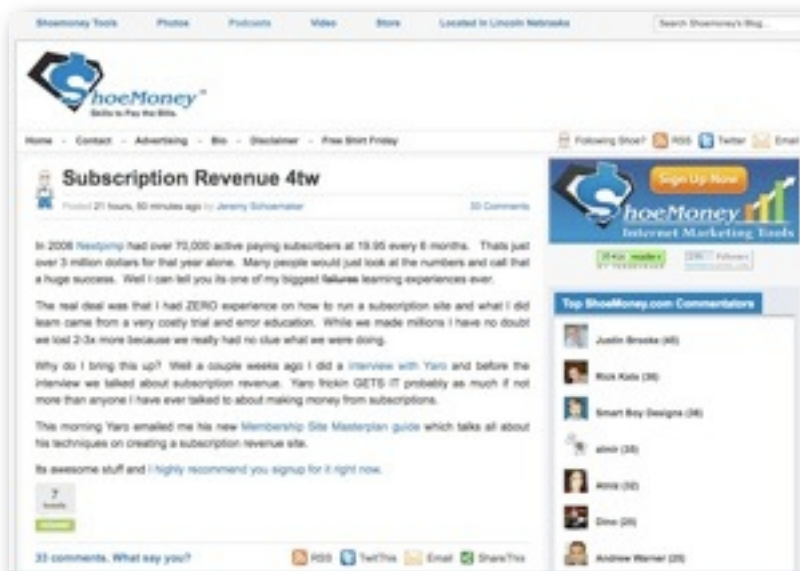 Shoemoney Tools Photos Podcasts Video Store Located in Lincoln Nebraska Search Shoemoney's Blog...
ShoeMoney™
Skills to Pay the Bills.
Home - Contact - Advertising - Bio - Disclaimer - Free Shirt Friday
Following Shoe? RSS Twitter Email
Subscription Revenue 4tw
Posted 21 hours, 50 minutes ago by Jeremy Schoemaker 33 Comments
In 2006 Nextpimp had over 70,000 active paying subscribers at 19.95 every 6 months. Thats just
over 3 million dollars for that year alone. Many people would just look at the numbers and call that
a huge success. Well I can tell you its one of my biggest failures learning experiences ever.
The real deal was that I had ZERO experience on how to run a subscription site and what I did
learn came from a very costly trial and error education. While we made millions I have no doubt
we lost 2-3x more because we really had no clue what we were doing.
Why do I bring this up? Well a couple weeks ago I did a interview with Yaro and before the
interview we talked about subscription revenue. Yaro frickin GETS IT probably as much if not
more than anyone I have ever talked to about making money from subscriptions.
This morning Yaro emailed me his new Membership Site Masterplan guide which talks all about
his techniques on creating a subscription revenue site.
Its awesome stuff and I highly recommend you signup for it right now.
7
tweets
33 comments. What say you?
RSS TwitThis Email ShareThis
Sign Up Now
ShoeMoney
Internet Marketing Tools
readers
Top ShoeMoney.com Commentators
Justin Brooke (45)
Rick Kats (39)
Smart Boy Designs (36)
almir (35)
Dino (25)
Andrew Warner (25)